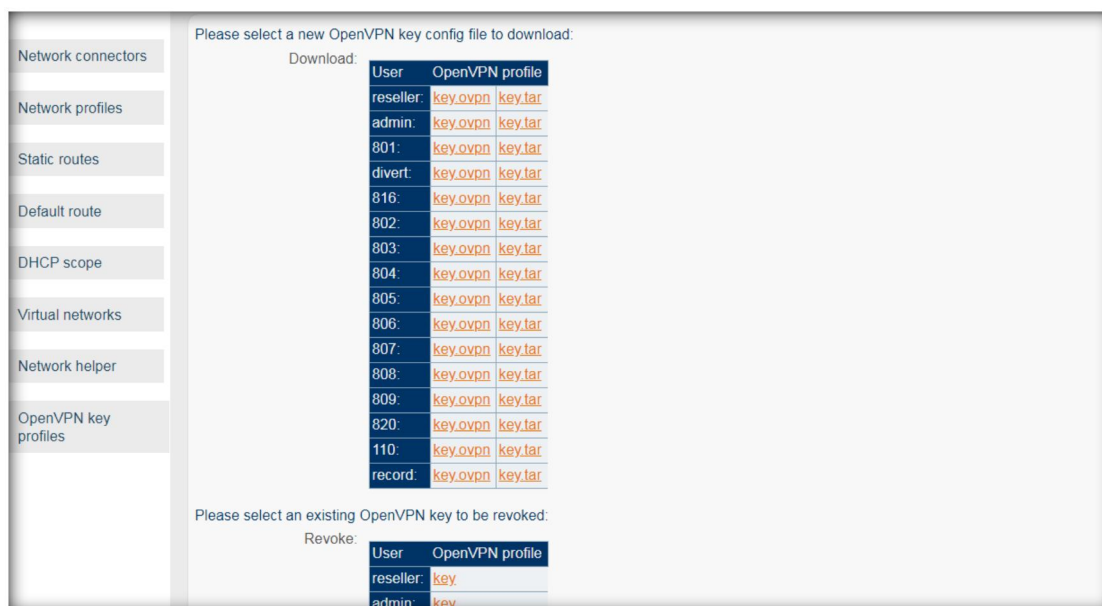 Network connectors
Network profiles
Static routes
Default route
DHCP scope
Virtual networks
Network helper
OpenVPN key
profiles
Please select a new OpenVPN key config file to download:
Download:
User OpenVPN profile
reseller: key.ovpn key.tar
admin: key.ovpn key.tar
801: key.ovpn key.tar
divert: key.ovpn key.tar
816: key.ovpn key.tar
802: key.ovpn key.tar
803: key.ovpn key.tar
804: key.ovpn key.tar
805: key.ovpn key.tar
806: key.ovpn key.tar
807: key.ovpn key.tar
808: key.ovpn key.tar
809: key.ovpn key.tar
820: key.ovpn key.tar
110: key.ovpn key.tar
record: key.ovpn key.tar
Please select an existing OpenVPN key to be revoked:
Revoke:
User OpenVPN profile
reseller: key
admin: key